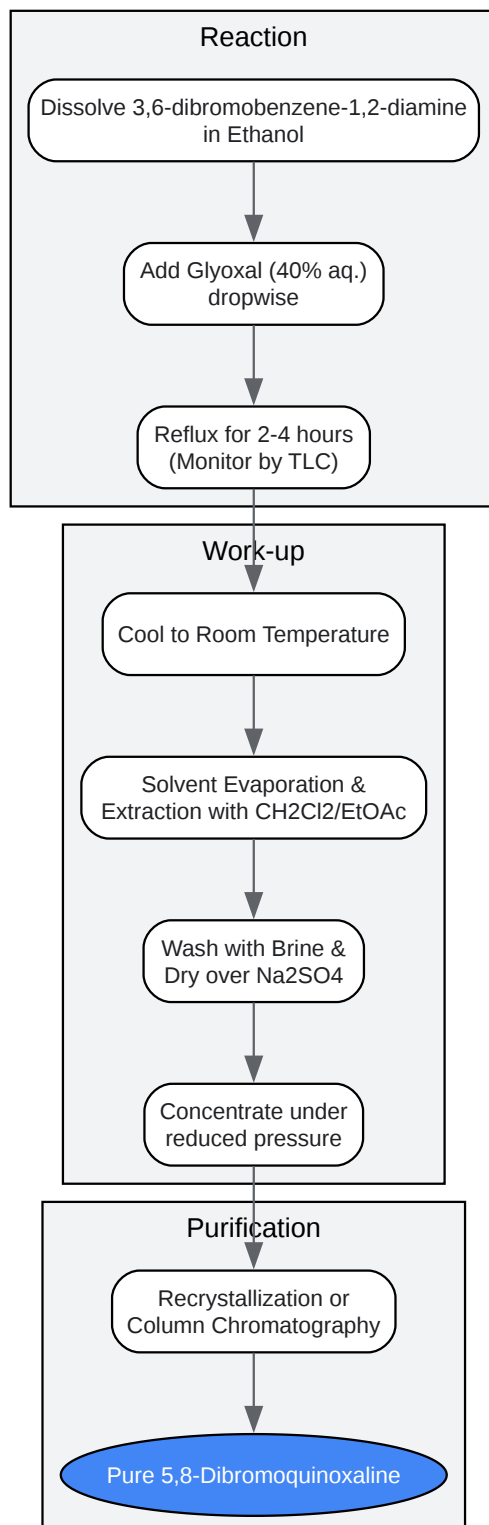 Reaction
Dissolve 3,6-dibromobenzene-1,2-diamine
in Ethanol
Add Glyoxal (40% aq.)
dropwise
Reflux for 2-4 hours
(Monitor by TLC)
Work-up
Cool to Room Temperature
Solvent Evaporation &
Extraction with CH2Cl2/EtOAc
Wash with Brine &
Dry over Na2SO4
Concentrate under
reduced pressure
Purification
Recrystallization or
Column Chromatography
Pure 5,8-Dibromoquinoxaline